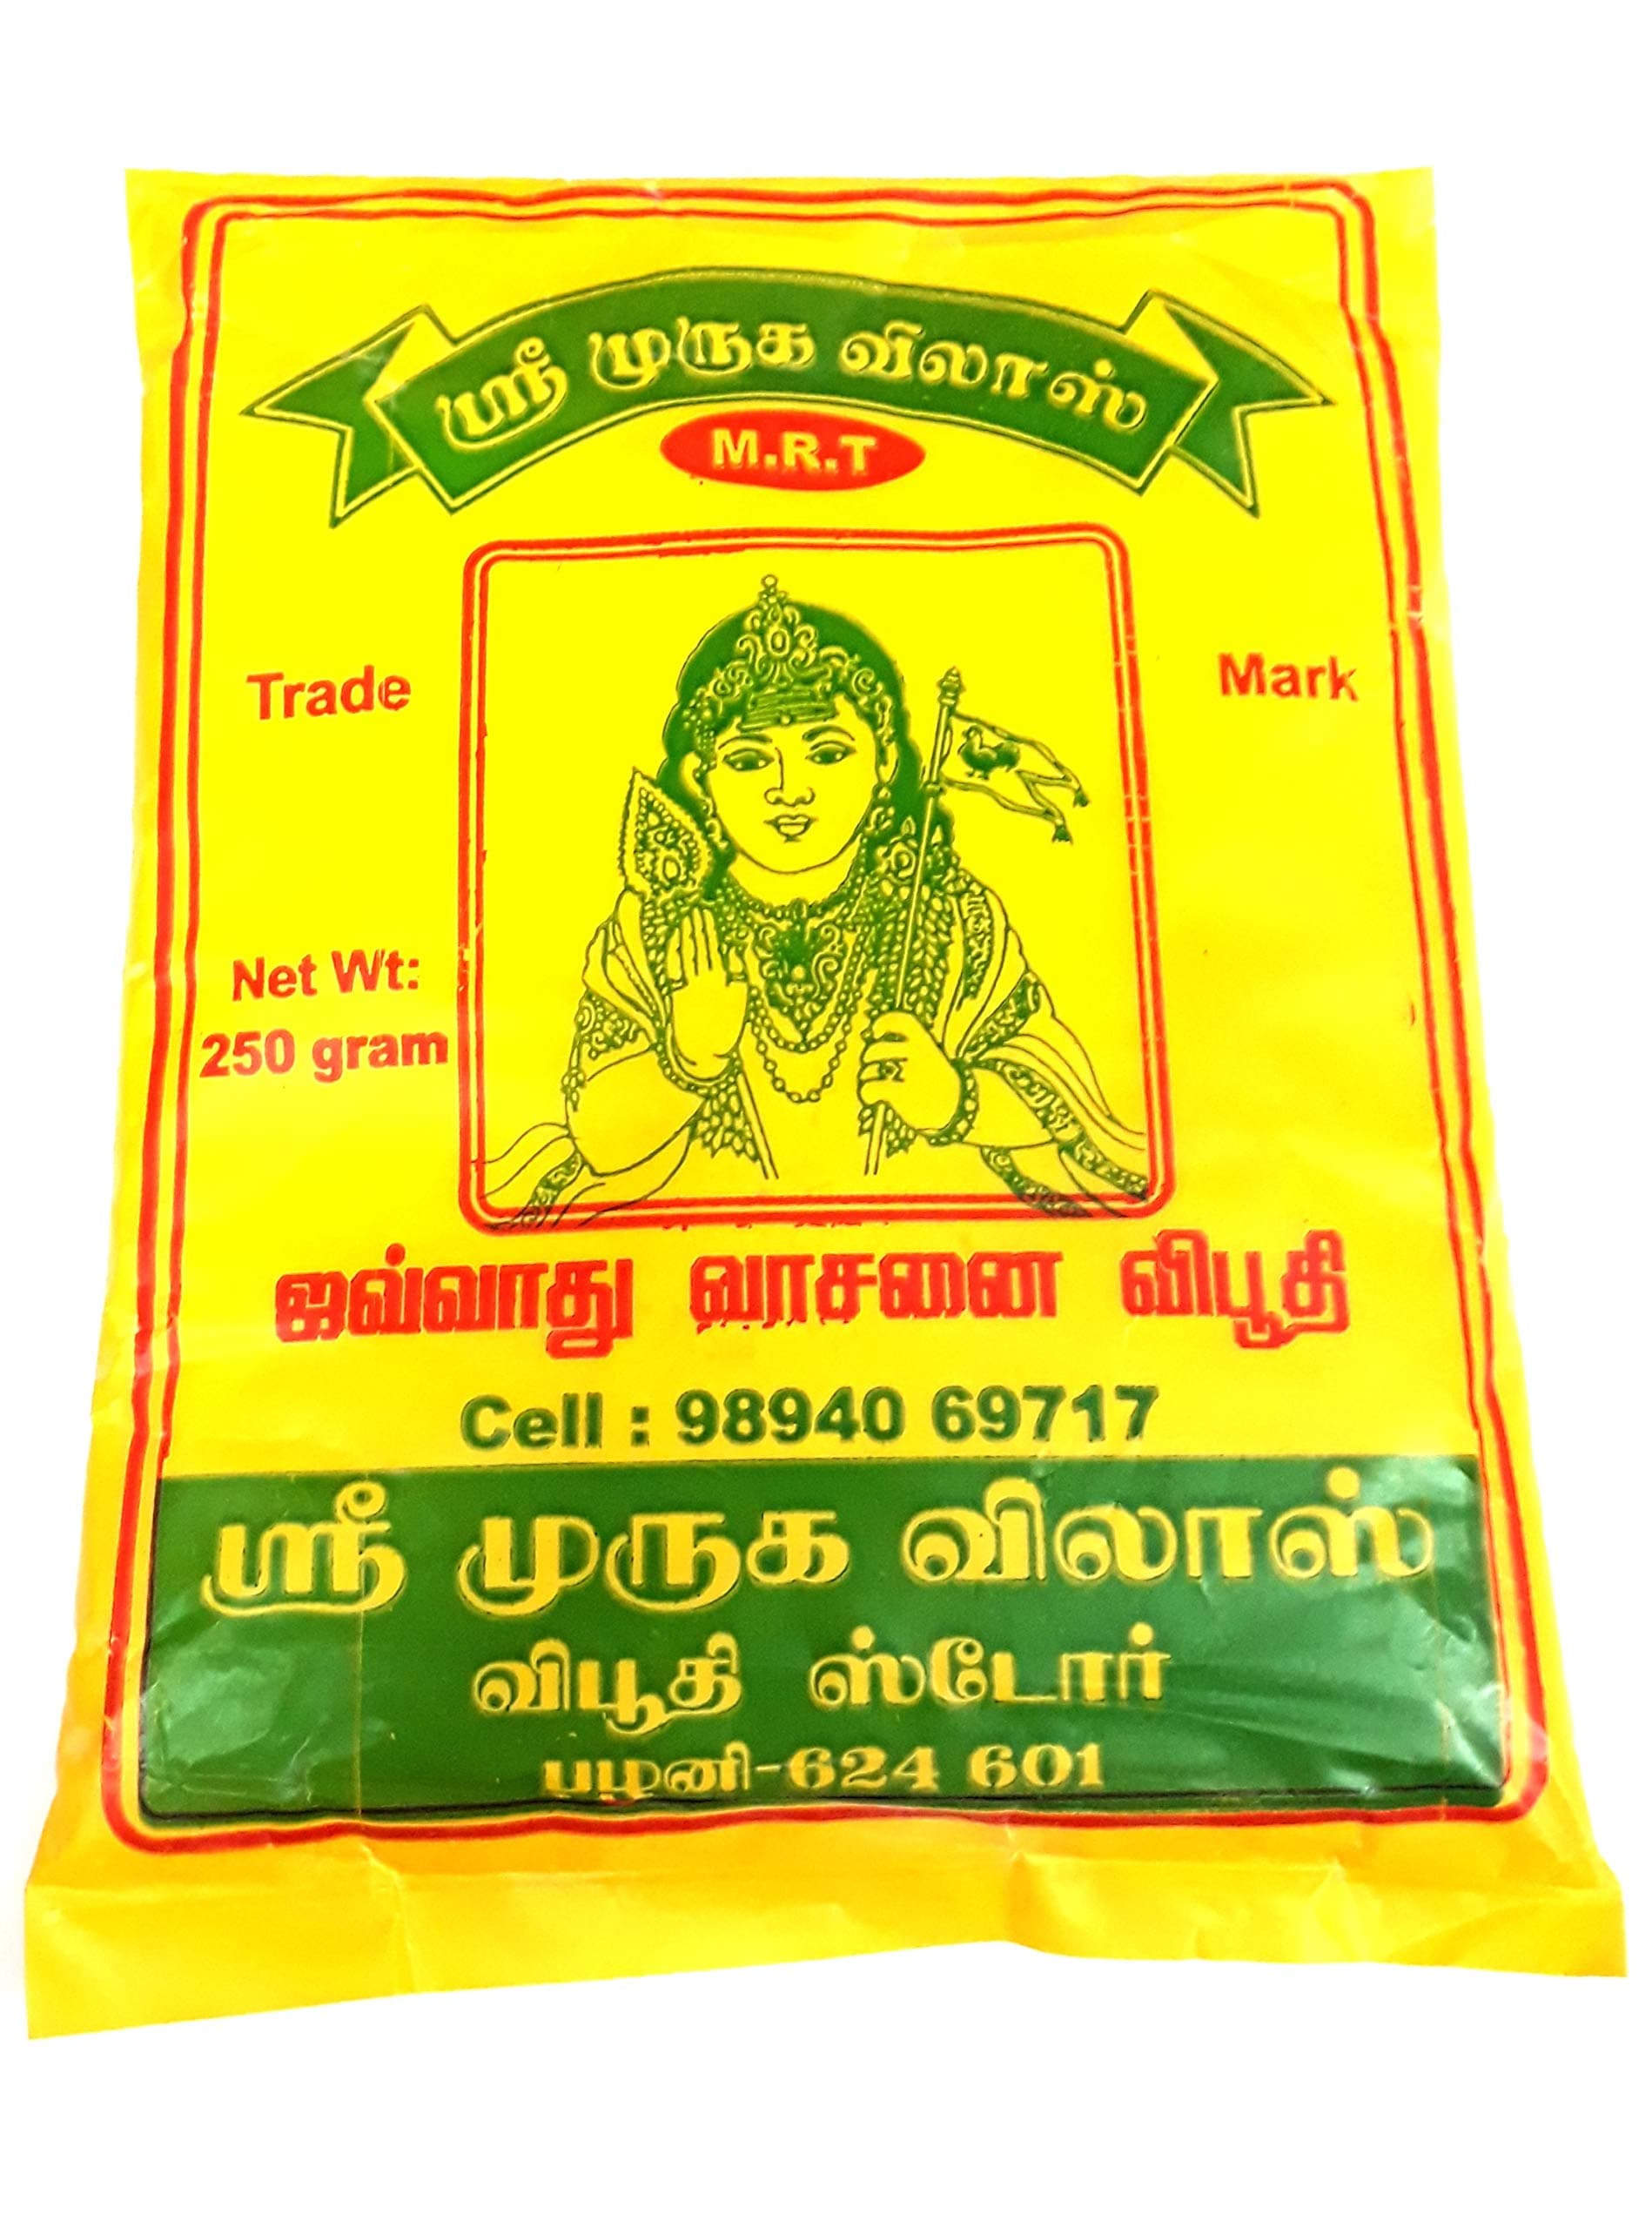 ஸ்ரீ முருக விலாஸ்
M.R.T
Trade Mark
Net Wt:
250 gram
ஜவ்வாது வாசனை விபூதி
Cell : 98940 69717
ஸ்ரீ முருக விலாஸ்
விபூதி ஸ்டோர்
பழனி-624 601